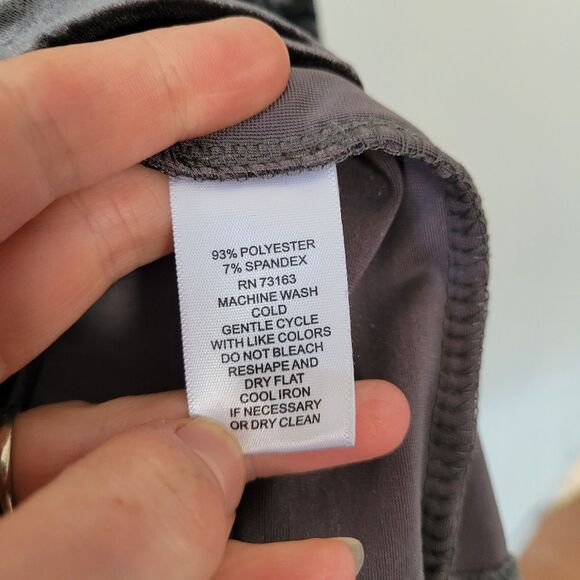 93% POLYESTER
7% SPANDEX
RN 73163
MACHINE WASH
COLD
GENTLE CYCLE
WITH LIKE COLORS
DO NOT BLEACH
RESHAPE AND
DRY FLAT
COOL IRON
IF NECESSARY
OR DRY CLEAN